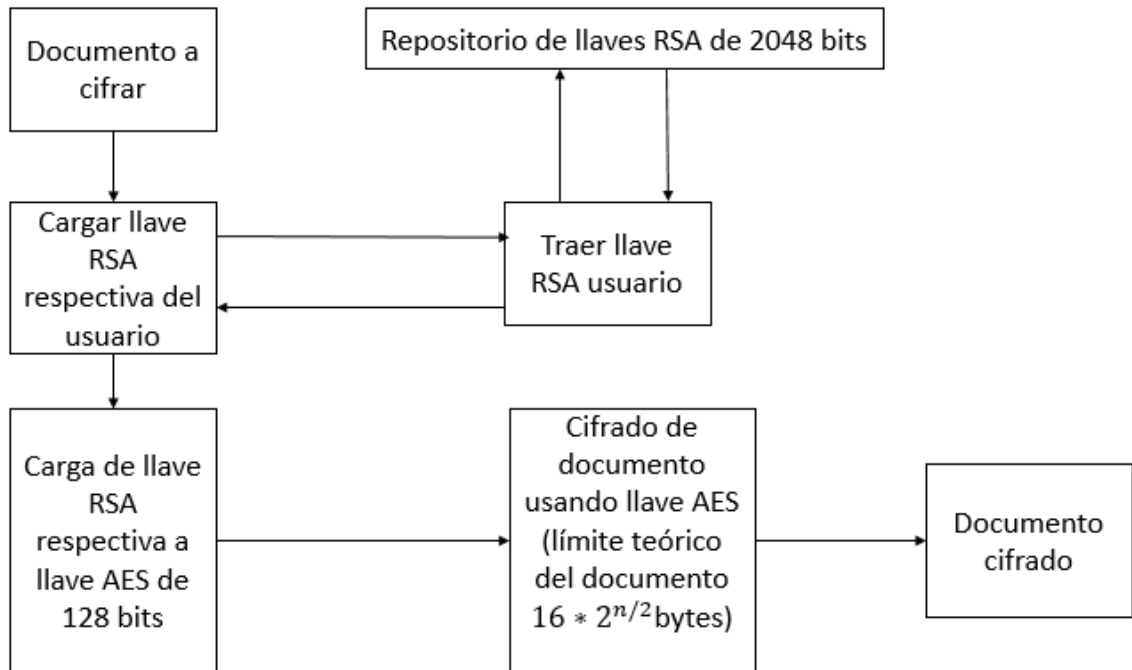 Documento a
cifrar
Repositorio de llaves RSA de 2048 bits
Cargar llave
RSA
respectiva del
usuario
Traer llave
RSA usuario
Carga de llave
RSA
respectiva a
llave AES de
128 bits
Cifrado de
documento
usando llave AES
(límite teórico
del documento
16 ∗ 2^{n/2} bytes)
Documento
cifrado